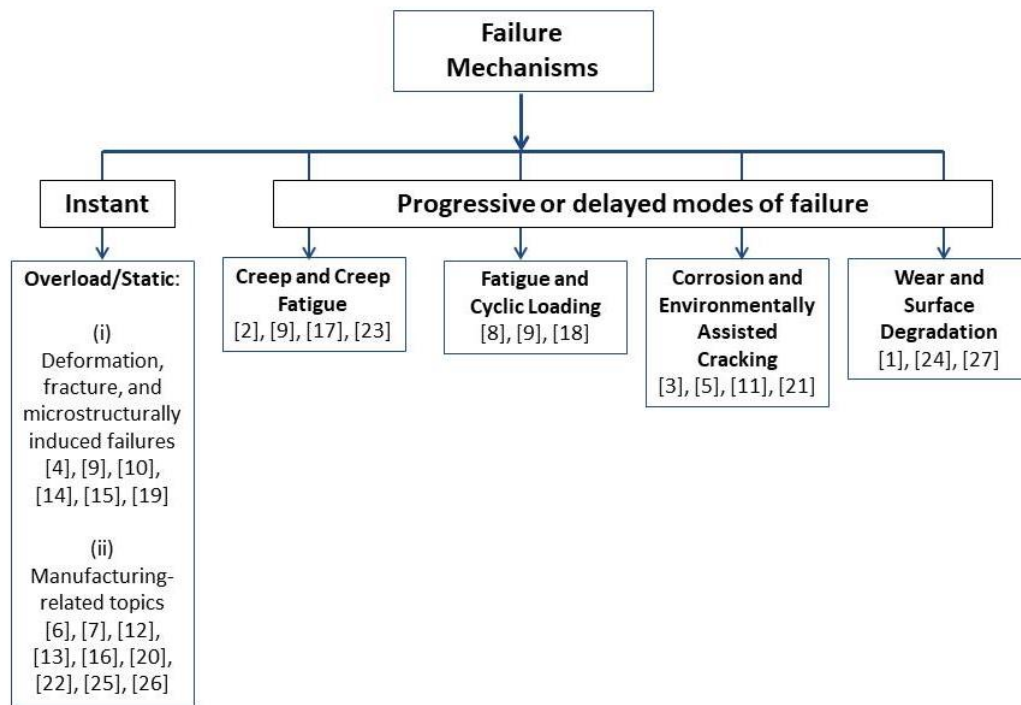 Failure
Mechanisms
Instant
Progressive or delayed modes of failure
Overload/Static:
(i)
Deformation,
fracture, and
microstructurally
induced failures
[4], [9], [10],
[14], [15], [19]
(ii)
Manufacturing-
related topics
[6], [7], [12],
[13], [16], [20],
[22], [25], [26]
Creep and Creep
Fatigue
[2], [9], [17], [23]
Fatigue and
Cyclic Loading
[8], [9], [18]
Corrosion and
Environmentally
Assisted
Cracking
[3], [5], [11], [21]
Wear and
Surface
Degradation
[1], [24], [27]